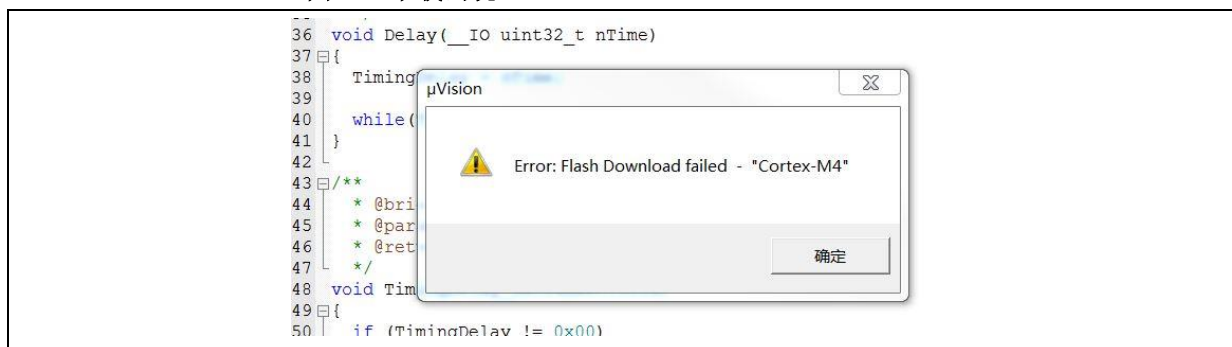 36 void Delay(__IO uint32_t nTime)
37 {
38 Timing
µVision
39
40 while(
41 }
Error: Flash Download failed - "Cortex-M4"
42
43 /**
44 * @bri
45 * @par
46 * @ret
确定
47 */
48 void Tim
49 {
50 if (TimingDelay != 0x00)